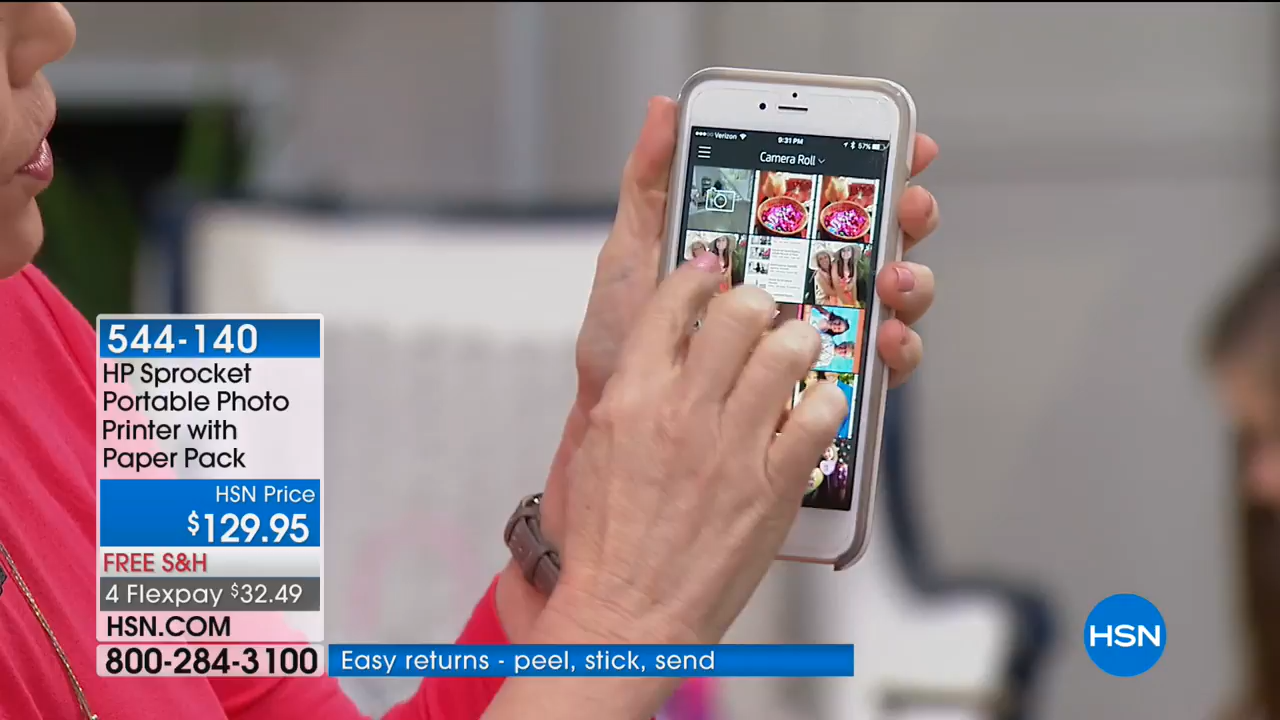 Verizon
9:31 PM
57%
Camera Roll
544-140
HP Sprocket
Portable Photo
Printer with
Paper Pack
HSN Price
$129.95
FREE S&H
4 Flexpay $32.49
HSN.COM
800-284-3100
Easy returns - peel, stick, send
HSN